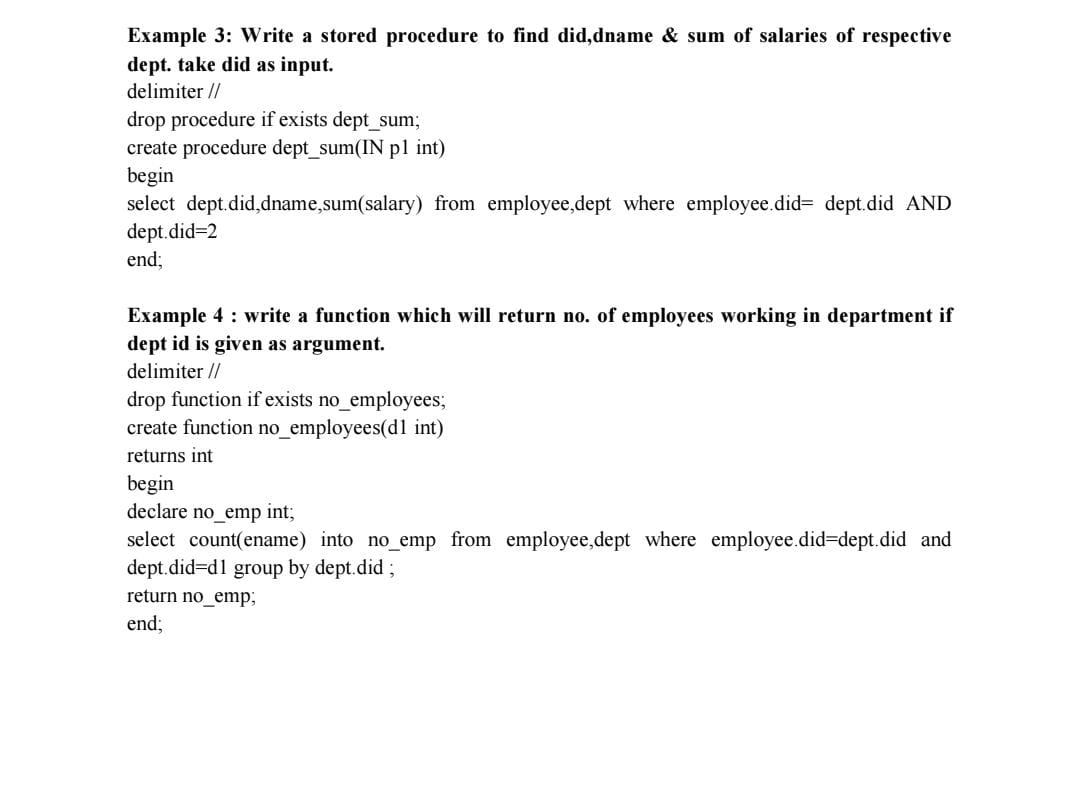 Example 3: Write a stored procedure to find did,dname & sum of salaries of respective
dept. take did as input.
delimiter //
drop procedure if exists dept_sum;
create procedure dept_sum(IN p1 int)
begin
select dept.did,dname,sum(salary) from employee,dept where employee.did= dept.did AND
dept.did=2
end;
Example 4 : write a function which will return no. of employees working in department if
dept id is given as argument.
delimiter //
drop function if exists no_employees;
create function no_employees(d1 int)
returns int
begin
declare no_emp int;
select count(ename) into no_emp from employee,dept where employee.did=dept.did and
dept.did=d1 group by dept.did ;
return no_emp;
end;